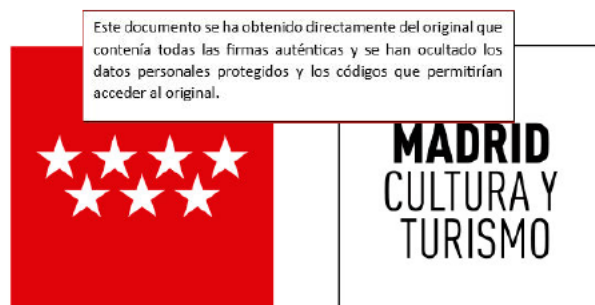 Este documento se ha obtenido directamente del original que
contenía todas las firmas auténticas y se han ocultado los
datos personales protegidos y los códigos que permitirían
acceder al original.
MADRID
CULTURA Y
TURISMO